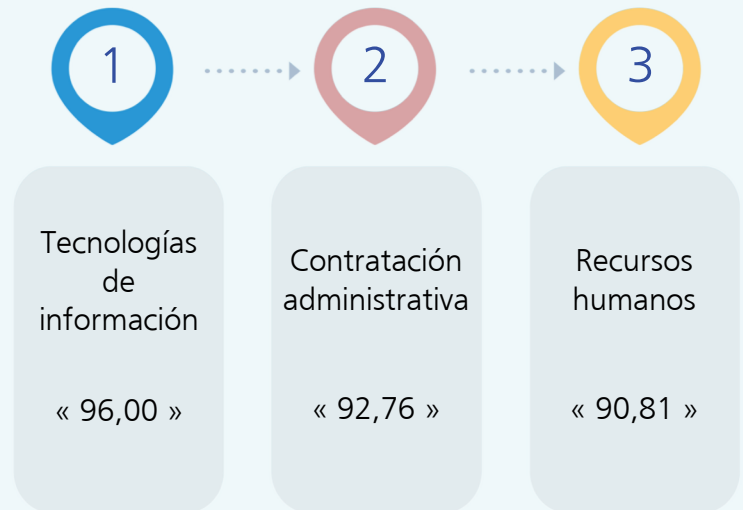 1
2
3
Tecnologías
de
información
« 96,00 »
Contratación
administrativa
« 92,76 »
Recursos
humanos
« 90,81 »